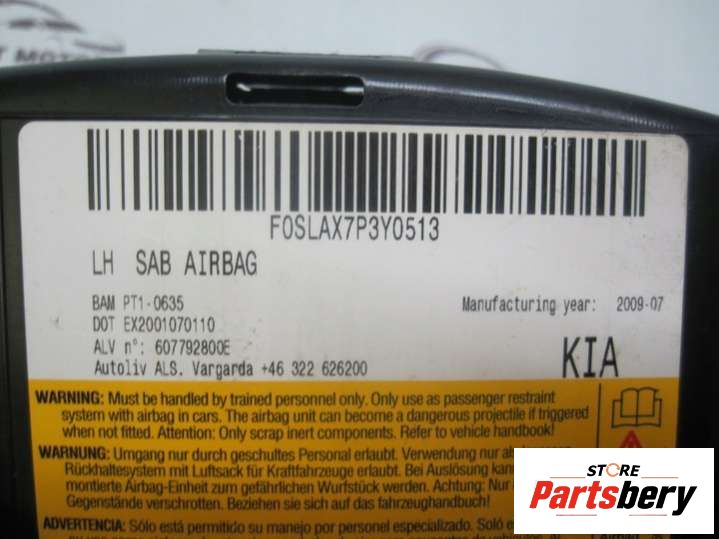 T MOTOR
F0SLAX7P3Y0513
LH SAB AIRBAG
BAM PT1-0635
Manufacturing year: 2009-07
DOT EX2001070110
ALV n°: 607792800E
KIA
Autoliv ALS. Vargarda +46 322 626200
WARNING: Must be handled by trained personnel only. Only use as passenger restraint
system with airbag in cars. The airbag unit can become a dangerous projectile if triggered
when not fitted. Attention: Only scrap inert components. Refer to vehicle handbook!
WARNUNG: Umgang nur durch geschultes Personal erlaubt. Verwendung nur als
Rückhaltesystem mit Luftsack für Kraftfahrzeuge erlaubt. Bei Auslösung kann
montierte Airbag-Einheit zum gefährlichen Wurfstück werden. Achtung: Nur
Gegenstände verschrotten. Beziehen sie sich auf das fahrzeughandbuch!
ADVERTENCIA: Sólo está permitido su manejo por personal especializado. Sólo es
STORE
Partsbery